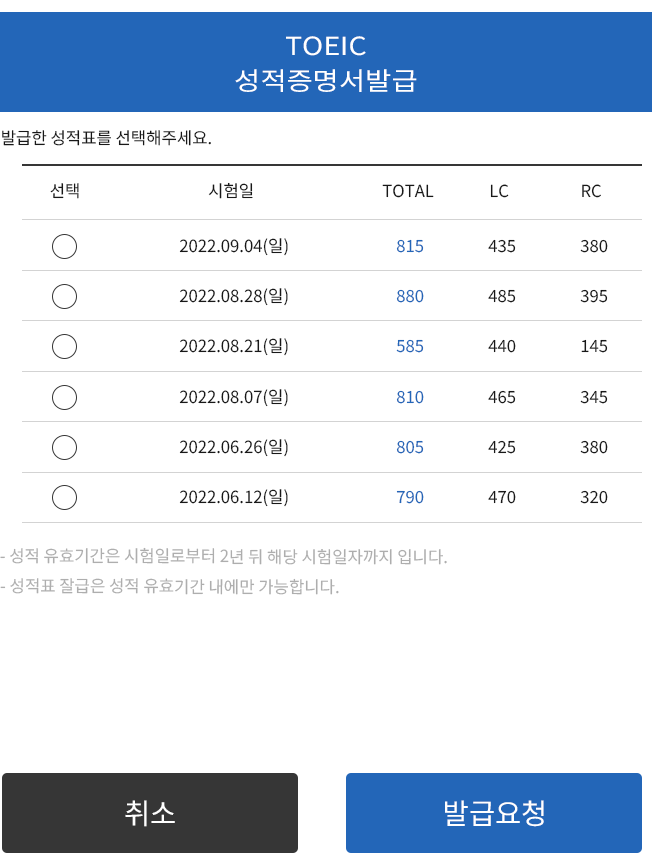 TOEIC
성적증명서발급
발급한 성적표를 선택해주세요.
선택 시험일 TOTAL LC RC
2022.09.04(일) 815 435 380
2022.08.28(일) 880 485 395
2022.08.21(일) 585 440 145
2022.08.07(일) 810 465 345
2022.06.26(일) 805 425 380
2022.06.12(일) 790 470 320
- 성적 유효기간은 시험일로부터 2년 뒤 해당 시험일자까지 입니다.
- 성적표 잘급은 성적 유효기간 내에만 가능합니다.
취소 발급요청